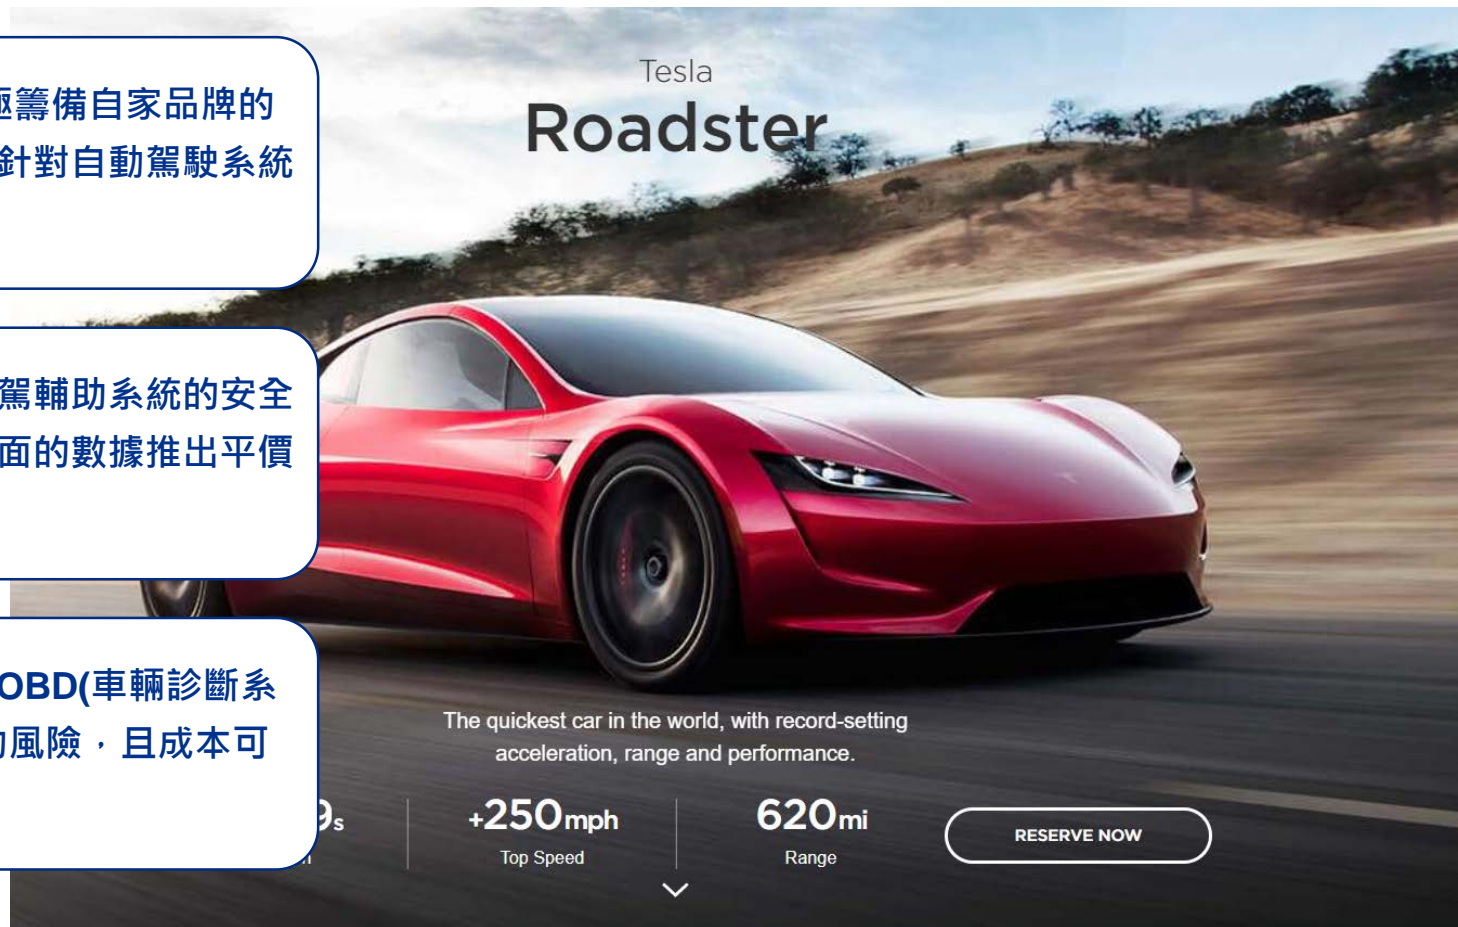 籌備自家品牌的
針對自動駕駛系統
駕輔助系統的安全
面的數據推出平價
OBD(車輛診斷系
風險，且成本可
Tesla
Roadster
The quickest car in the world, with record-setting
acceleration, range and performance.
9s
+250mph
Top Speed
620mi
Range
RESERVE NOW